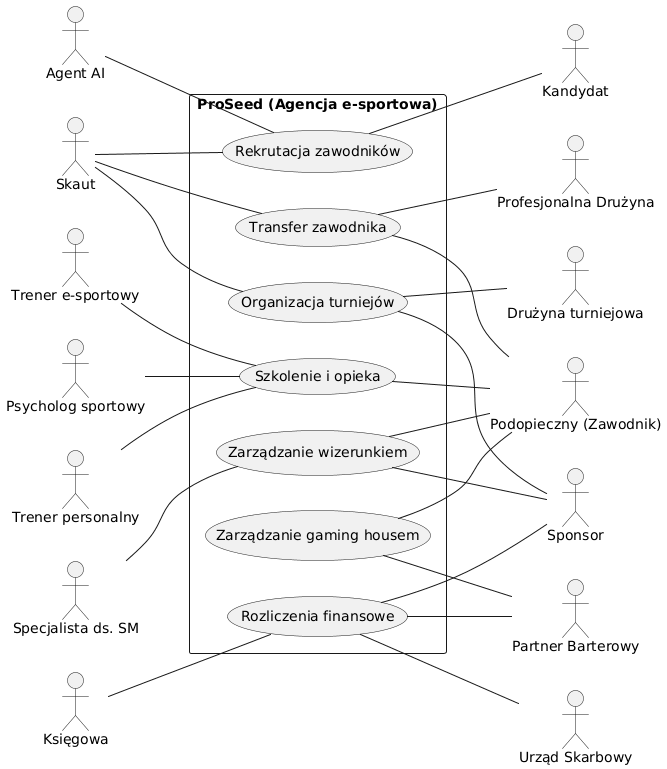 Agent AI
Skaut
Trener e-sportowy
Psycholog sportowy
Trener personalny
Specjalista ds. SM
Księgowa
ProSeed (Agencja e-sportowa)
Rekrutacja zawodników
Transfer zawodnika
Organizacja turniejów
Szkolenie i opieka
Zarządzanie wizerunkiem
Zarządzanie gaming housem
Rozliczenia finansowe
Kandydat
Profesjonalna Drużyna
Drużyna turniejowa
Podopieczny (Zawodnik)
Sponsor
Partner Barterowy
Urząd Skarbowy